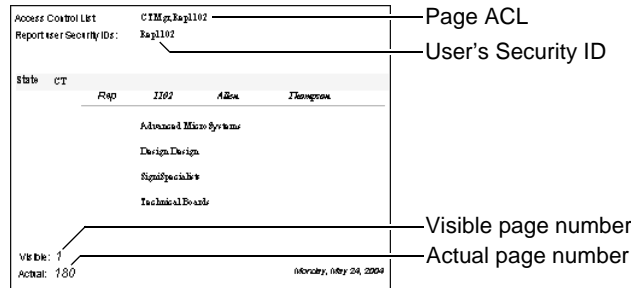 Access Control List CTMgr,Rep1102
Report user Security IDs: Rep1102
Page ACL
User's Security ID
State CT
Rep 1102 Allen Thompson
Advanced Micro Systems
Design Design
SigniSpecialists
Technical Boards
Visible page number
Actual page number
Visible: 1
Actual: 180
Monday, May 24, 2004